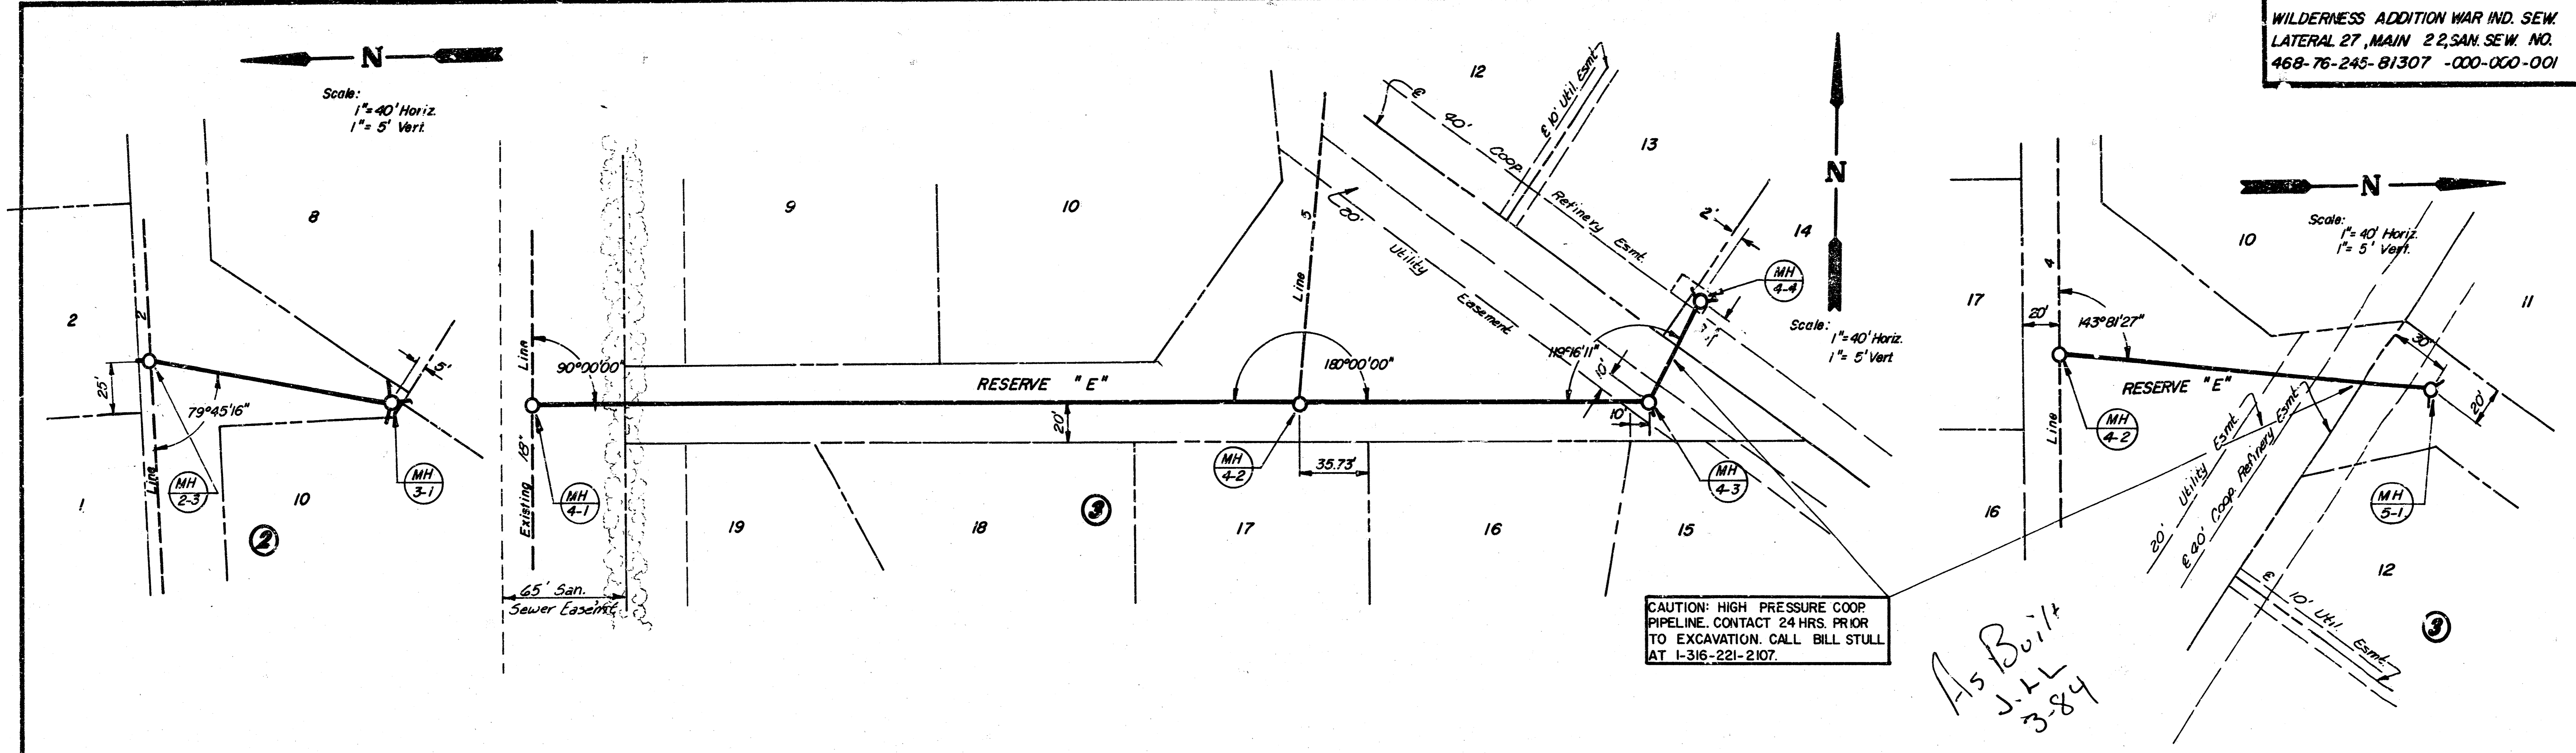 WILDERNESS ADDITION WAR IND. SEW.
LATERAL 27, MAIN 22, SAN. SEW. NO.
468-76-245-81307 -000-000-001
N
Scale:
1"= 40' Horiz.
1"= 5' Vert.
8
2
2
25'
79°45'16"
5'
Line
MH
2-3
MH
3-1
1
10
2
Line
90°00'00"
Existing 18"
MH
4-1
65' San.
Sewer Easem't
9
10
RESERVE "E"
20'
19
18
3
17
16
15
Line 5
180°00'00"
MH
4-2
35.73'
119°16'11"
10'
10'
MH
4-3
20'
Utility
Easement
12
℄
40' Coop. Refinery Esmt.
℄ 10' Util. Esmt.
13
2'
14
MH
4-4
N
Scale:
1"=40' Horiz.
1"= 5' Vert
CAUTION: HIGH PRESSURE COOP.
PIPELINE. CONTACT 24 HRS. PRIOR
TO EXCAVATION. CALL BILL STULL
AT 1-316-221-2107.
As Built
J.LL
3-84
N
Scale:
1"= 40' Horiz.
1"= 5' Vert.
10
11
17
4
20'
143°81'27"
RESERVE "E"
30'
20'
Line
MH
4-2
MH
5-1
16
20' Utility Esmt.
℄ 40' Coop. Refinery Esmt.
12
℄
10' Util. Esmt.
3